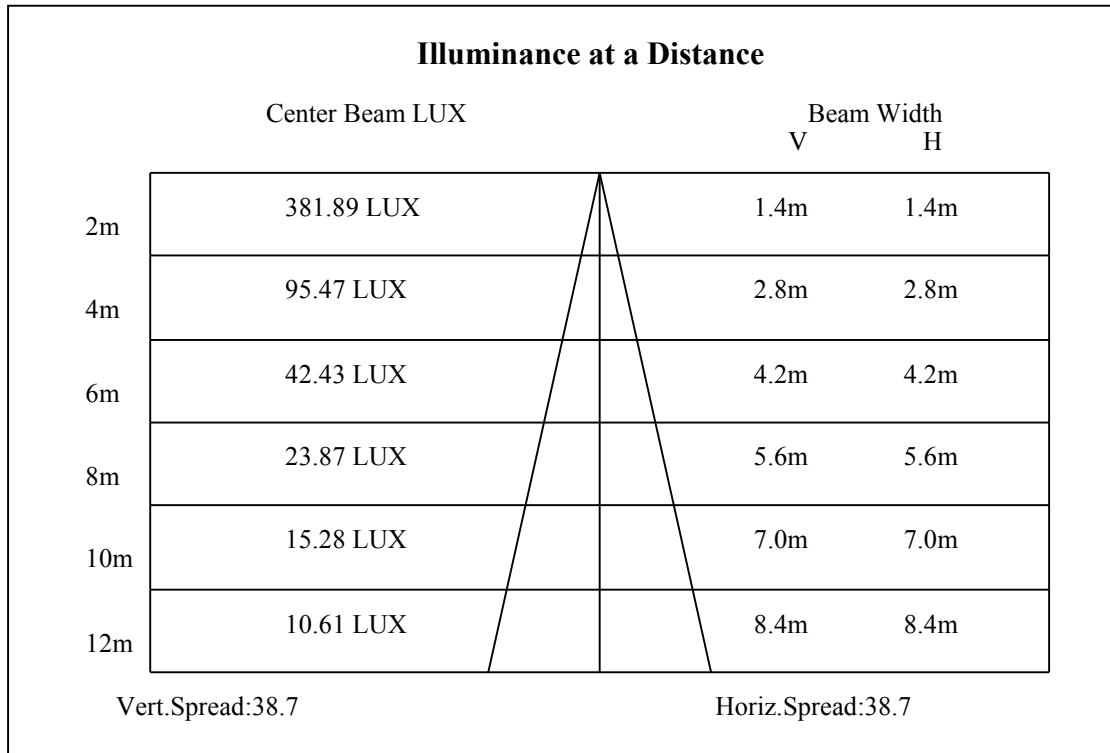 Illuminance at a Distance
Center Beam LUX Beam Width
V H
2m 381.89 LUX 1.4m 1.4m
4m 95.47 LUX 2.8m 2.8m
6m 42.43 LUX 4.2m 4.2m
8m 23.87 LUX 5.6m 5.6m
10m 15.28 LUX 7.0m 7.0m
12m 10.61 LUX 8.4m 8.4m
Vert.Spread:38.7 Horiz.Spread:38.7